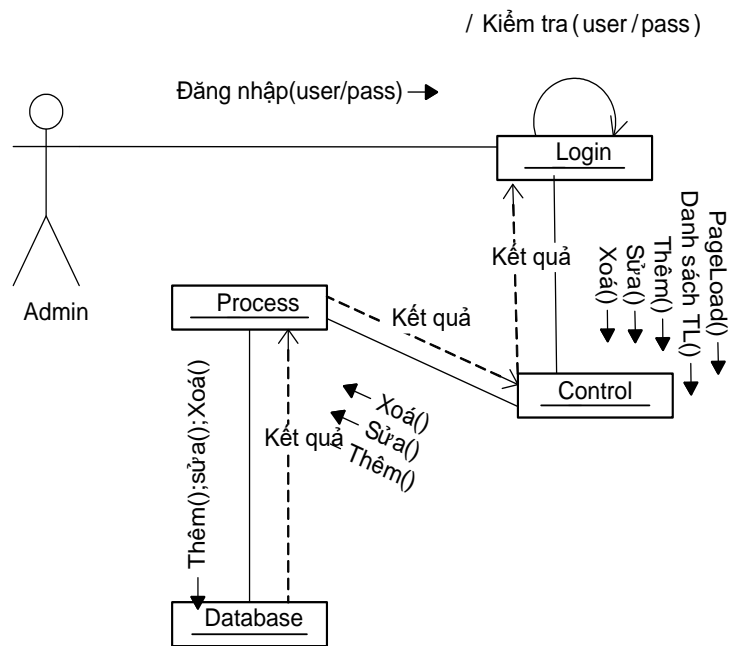 / Kiểm tra (user/pass)
Đăng nhập(user/pass)
Login
Admin
Kết quả
PageLoad()
Danh sách TL()
Thêm()
Sửa()
Xoá()
Process
Kết quả
Control
Xoá()
Sửa()
Thêm()
Kết quả
Thêm();sửa();Xoá()
Database